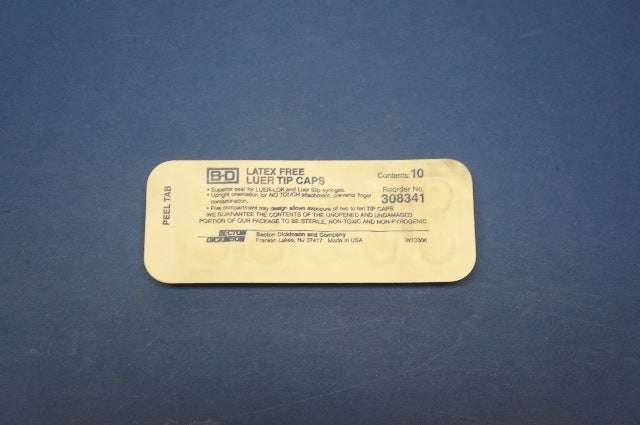 PEEL TAB
B-D LATEX FREE
LUER TIP CAPS
Contents: 10
Reorder No.
308341
• Superior seal for LUER-LOK and Luer Slip syringes.
• Upright orientation for NO TOUCH attachment, prevents finger
contamination.
• Five compartment tray design allows exposure of two to ten TIP CAPS.
WE GUARANTEE THE CONTENTS OF THE UNOPENED AND UNDAMAGED
PORTION OF OUR PACKAGE TO BE STERILE, NON-TOXIC AND NON-PYROGENIC.
BECTON
DICKINSON
Becton Dickinson and Company
Franklin Lakes, NJ 07417 Made in USA